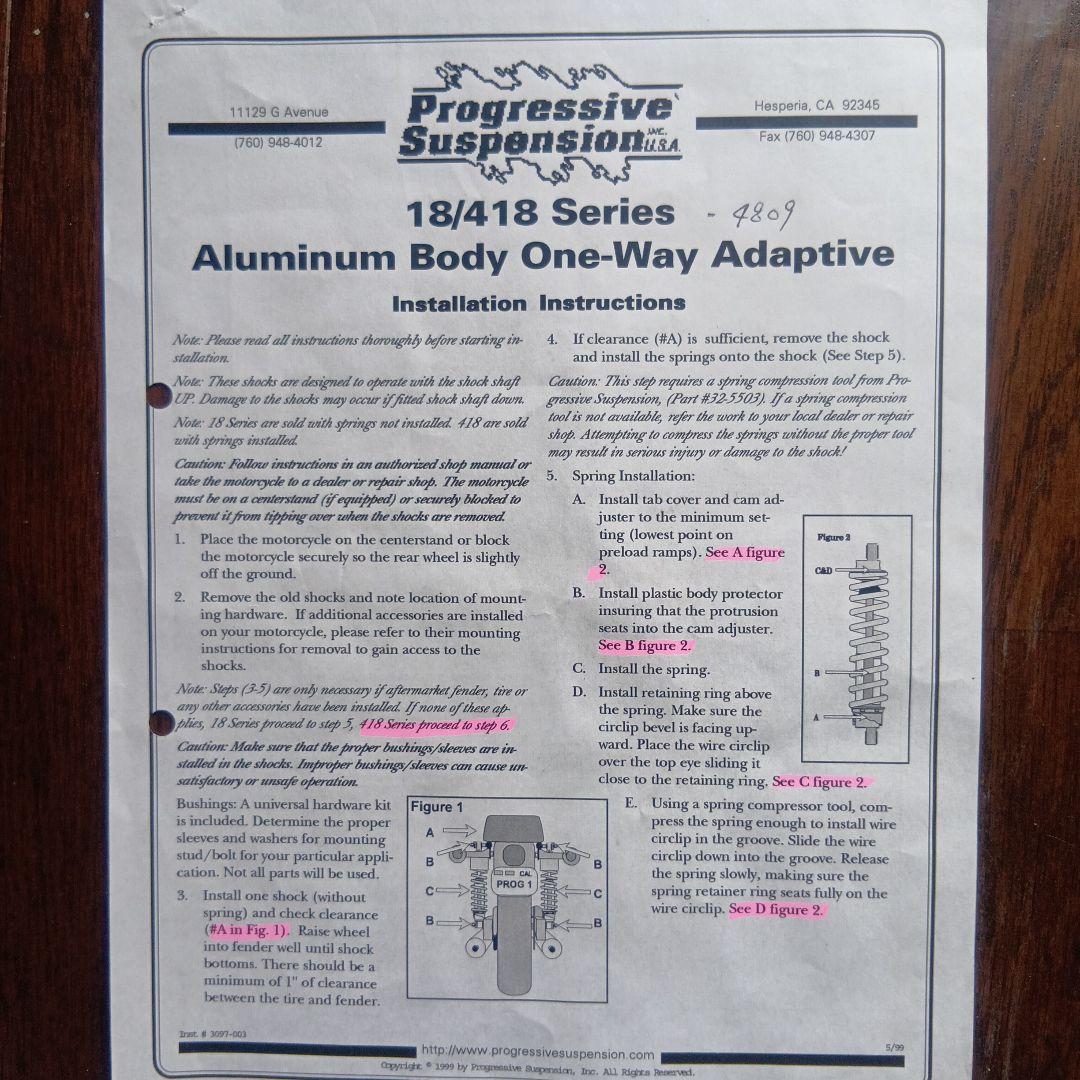 11129 G Avenue
(760) 948-4012
Progressive
Suspension INC. U.S.A.
Hesperia, CA 92345
Fax (760) 948-4307
18/418 Series - 4809
Aluminum Body One-Way Adaptive
Installation Instructions
Note: Please read all instructions thoroughly before starting in-
stallation.
Note: These shocks are designed to operate with the shock shaft
UP. Damage to the shocks may occur if fitted shock shaft down.
Note: 18 Series are sold with springs not installed. 418 are sold
with springs installed.
Caution: Follow instructions in an authorized shop manual or
take the motorcycle to a dealer or repair shop. The motorcycle
must be on a centerstand (if equipped) or securely blocked to
prevent it from tipping over when the shocks are removed.
1. Place the motorcycle on the centerstand or block
the motorcycle securely so the rear wheel is slightly
off the ground.
2. Remove the old shocks and note location of mount-
ing hardware. If additional accessories are installed
on your motorcycle, please refer to their mounting
instructions for removal to gain access to the
shocks.
Note: Steps (3-5) are only necessary if aftermarket fender, tire or
any other accessories have been installed. If none of these ap-
plies, 18 Series proceed to step 5, 418 Series proceed to step 6.
Caution: Make sure that the proper bushings/sleeves are in-
stalled in the shocks. Improper bushings/sleeves can cause un-
satisfactory or unsafe operation.
Bushings: A universal hardware kit
is included. Determine the proper
sleeves and washers for mounting
stud/bolt for your particular appli-
cation. Not all parts will be used.
3. Install one shock (without
spring) and check clearance
(#A in Fig. 1). Raise wheel
into fender well until shock
bottoms. There should be a
minimum of 1" of clearance
between the tire and fender.
Figure 1
A
B
B
C
C
B
B
CAL
PROG 1
4. If clearance (#A) is sufficient, remove the shock
and install the springs onto the shock (See Step 5).
Caution: This step requires a spring compression tool from Pro-
gressive Suspension, (Part #32-5503). If a spring compression
tool is not available, refer the work to your local dealer or repair
shop. Attempting to compress the springs without the proper tool
may result in serious injury or damage to the shock!
5. Spring Installation:
A. Install tab cover and cam ad-
juster to the minimum set-
ting (lowest point on
preload ramps). See A figure
2.
B. Install plastic body protector
insuring that the protrusion
seats into the cam adjuster.
See B figure 2.
C. Install the spring.
D. Install retaining ring above
the spring. Make sure the
circlip bevel is facing up-
ward. Place the wire circlip
over the top eye sliding it
close to the retaining ring. See C figure 2.
E. Using a spring compressor tool, com-
press the spring enough to install wire
circlip in the groove. Slide the wire
circlip down into the groove. Release
the spring slowly, making sure the
spring retainer ring seats fully on the
wire circlip. See D figure 2.
Figure 2
C&D
B
A
Inst. # 3097-003
http://www.progressivesuspension.com
5/99
Copyright © 1999 by Progressive Suspension, Inc. All Rights Reserved.